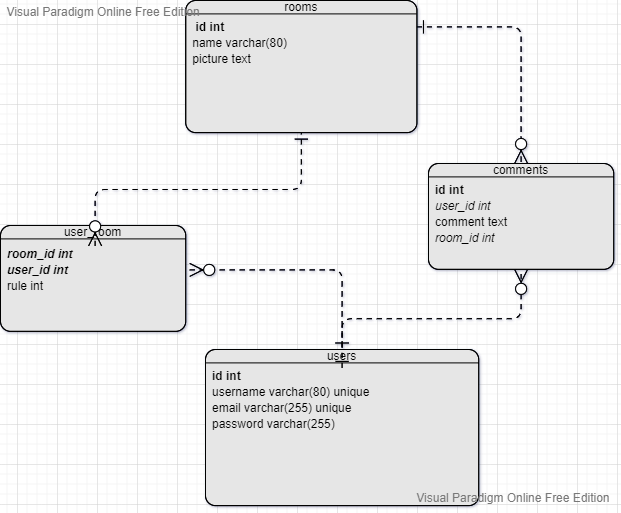 Visual Paradigm Online Free Edition
rooms
id int
name varchar(80)
picture text
comments
id int
user_id int
comment text
room_id int
user_room
room_id int
user_id int
rule int
users
id int
username varchar(80) unique
email varchar(255) unique
password varchar(255)
Visual Paradigm Online Free Edition